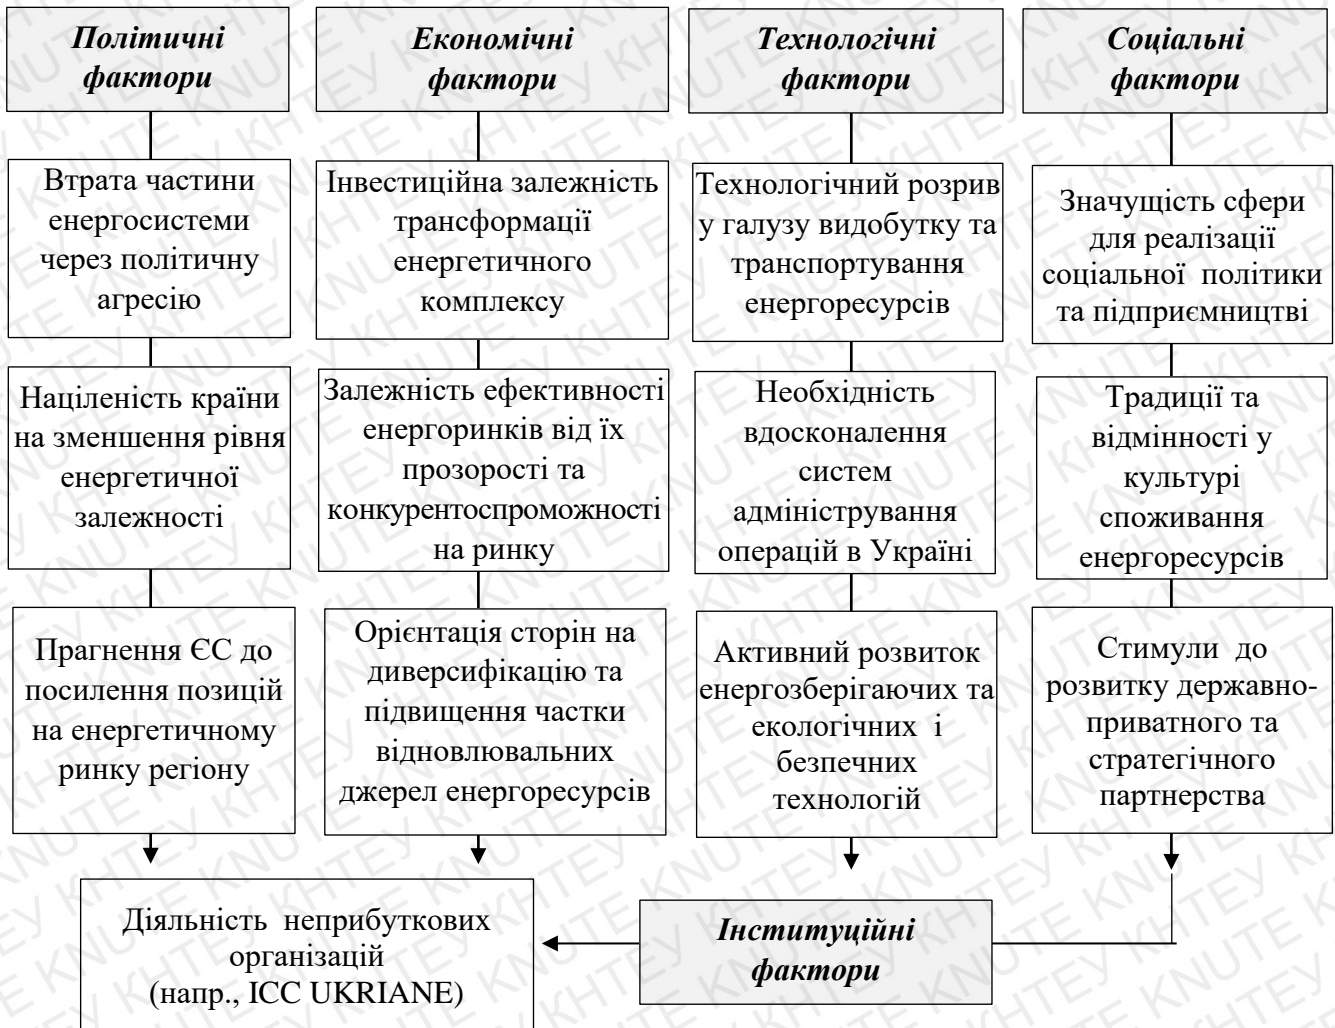 Політичні
фактори
Економічні
фактори
Технологічні
фактори
Соціальні
фактори
Втрата частини
енергосистеми
через політичну
агресію
Інвестиційна залежність
трансформації
енергетичного
комплексу
Технологічний розрив
у галузу видобутку та
транспортування
енергоресурсів
Значущість сфери
для реалізації
соціальної політики
та підприємництві
Націленість країни
на зменшення рівня
енергетичної
залежності
Залежність ефективності
енергоринків від їх
прозорості та
конкурентоспроможності
на ринку
Необхідність
вдосконалення
систем
адміністрування
операцій в Україні
Традиції та
відмінності у
культурі
споживання
енергоресурсів
Прагнення ЄС до
посилення позицій
на енергетичному
ринку регіону
Орієнтація сторін на
диверсифікацію та
підвищення частки
відновлювальних
джерел енергоресурсів
Активний розвиток
енергозберігаючих та
екологічних і
безпечних
технологій
Стимули до
розвитку державно-
приватного та
стратегічного
партнерства
Діяльність неприбуткових
організацій
(напр., ICC UKRIANE)
Інституційні
фактори